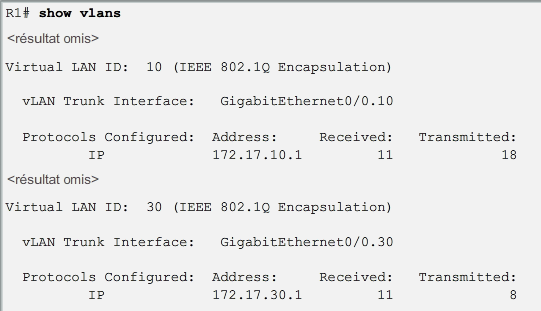 R1# show vlans
<résultat omis>
Virtual LAN ID: 10 (IEEE 802.1Q Encapsulation)
vLAN Trunk Interface: GigabitEthernet0/0.10
Protocols Configured: Address: Received: Transmitted:
IP 172.17.10.1 11 18
<résultat omis>
Virtual LAN ID: 30 (IEEE 802.1Q Encapsulation)
vLAN Trunk Interface: GigabitEthernet0/0.30
Protocols Configured: Address: Received: Transmitted:
IP 172.17.30.1 11 8